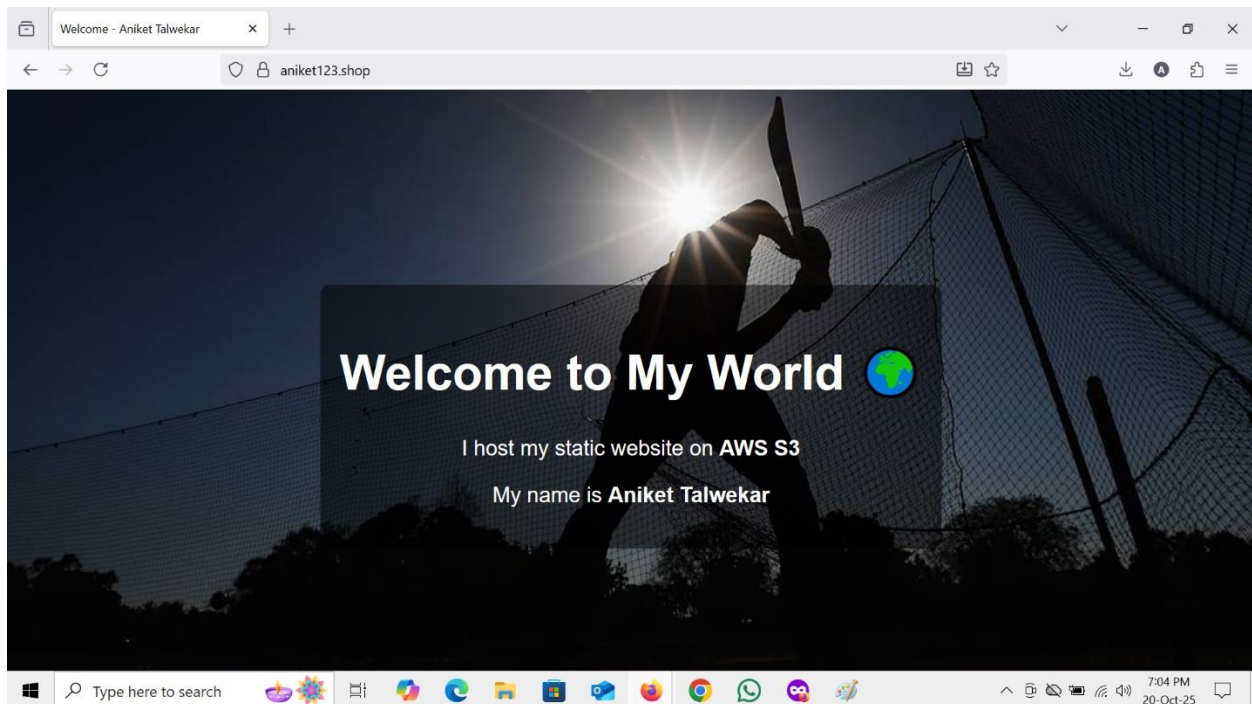 Welcome - Aniket Talwekar
aniket123.shop
A
Welcome to My World
I host my static website on AWS S3
My name is Aniket Talwekar
Type here to search
7:04 PM
20-Oct-25